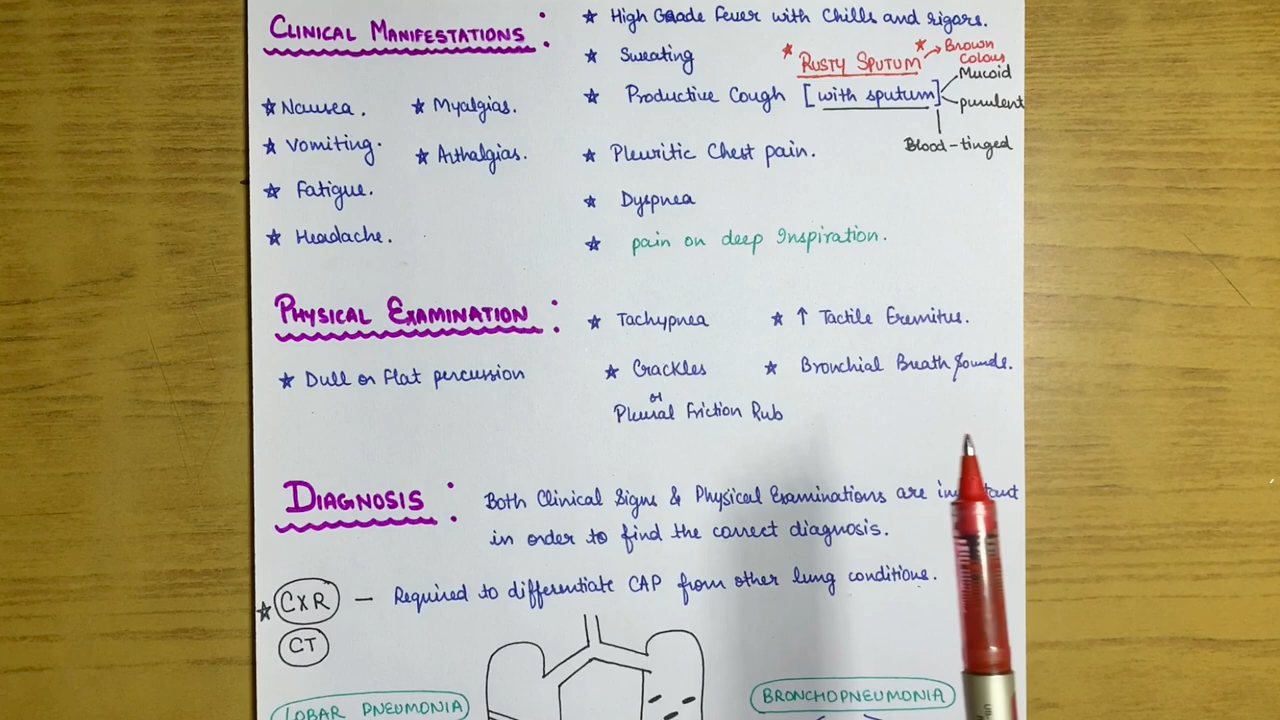 CLINICAL MANIFESTATIONS :
☆ Nausea. ☆ Myalgias.
☆ Vomiting. ☆ Arthalgias.
☆ Fatigue.
☆ Headache.
☆ High Grade Fever with Chills and rigors.
☆ Sweating
* RUSTY SPUTUM * → Brown colour
☆ Productive Cough [with sputum]
Mucoid
purulent
Blood-tinged
☆ Pleuritic Chest pain.
☆ Dyspnea
☆ pain on deep Inspiration.
PHYSICAL EXAMINATION :
☆ Dull or Flat percussion
☆ Tachypnea ☆ ↑ Tactile Eremitus.
☆ Crackles ☆ Bronchial Breath Sounds.
or
Pleural Friction Rub
DIAGNOSIS : Both Clinical Signs & Physical Examinations are
in order to find the correct diagnosis.
☆ CXR — Required to differentiate CAP from other lung conditions.
CT
LOBAR PNEUMONIA
BRONCHOPNEUMONIA